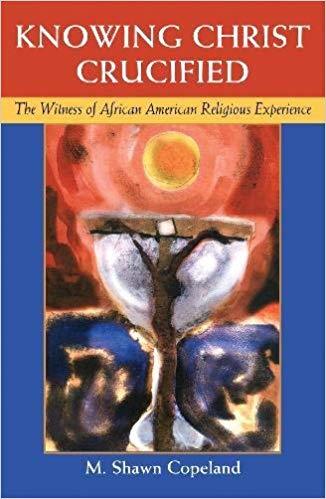 KNOWING CHRIST
CRUCIFIED
The Witness of African American Religious Experience
M. Shawn Copeland